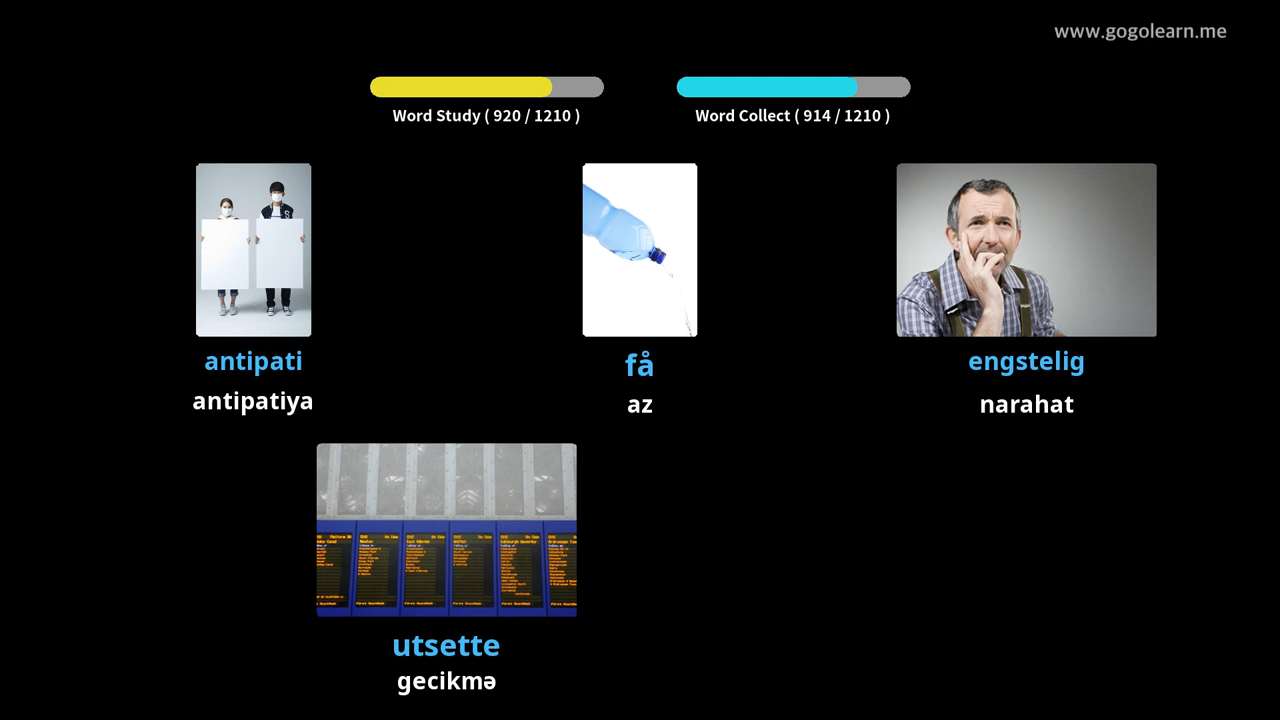 www.gogolearn.me
Word Study ( 920 / 1210 )
Word Collect ( 914 / 1210 )
antipati
antipatiya
få
az
engstelig
narahat
utsette
gecikmə